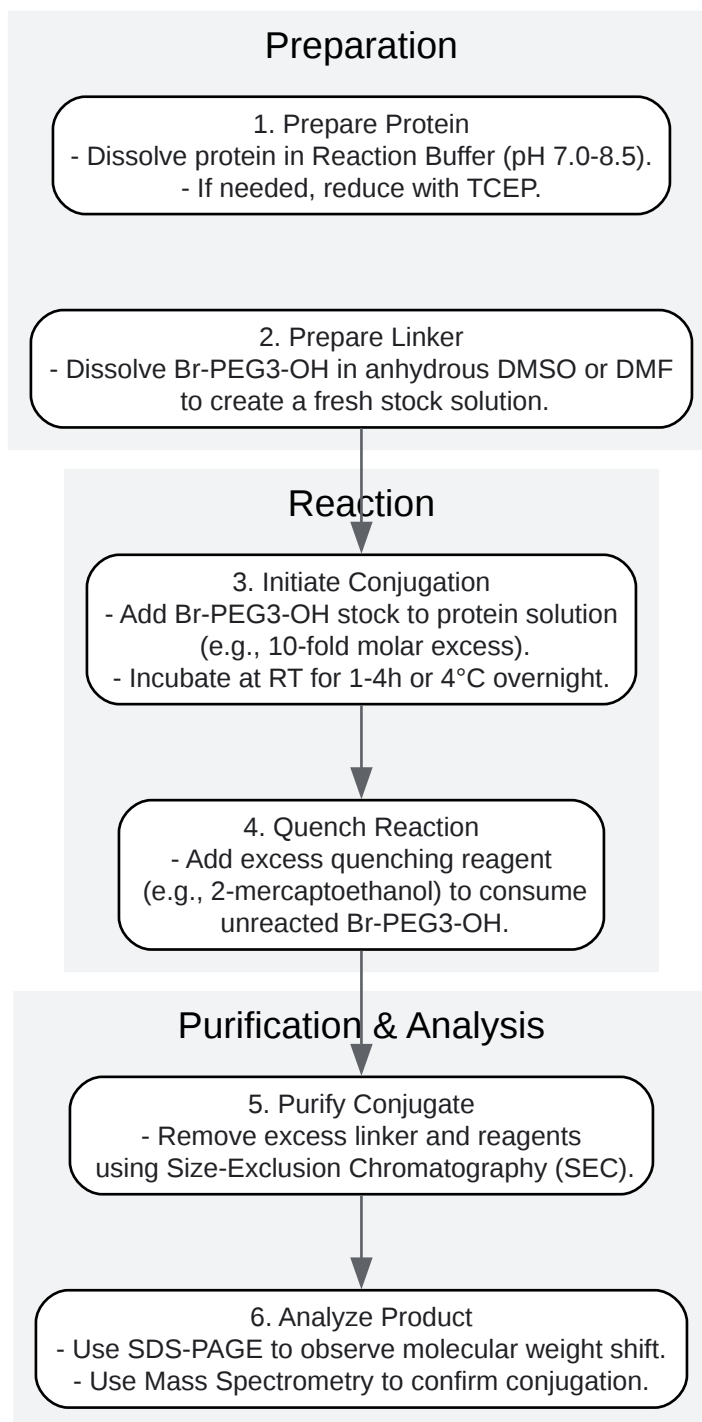 Preparation
1. Prepare Protein
- Dissolve protein in Reaction Buffer (pH 7.0-8.5).
- If needed, reduce with TCEP.
2. Prepare Linker
- Dissolve Br-PEG3-OH in anhydrous DMSO or DMF
to create a fresh stock solution.
Reaction
3. Initiate Conjugation
- Add Br-PEG3-OH stock to protein solution
(e.g., 10-fold molar excess).
- Incubate at RT for 1-4h or 4°C overnight.
4. Quench Reaction
- Add excess quenching reagent
(e.g., 2-mercaptoethanol) to consume
unreacted Br-PEG3-OH.
Purification & Analysis
5. Purify Conjugate
- Remove excess linker and reagents
using Size-Exclusion Chromatography (SEC).
6. Analyze Product
- Use SDS-PAGE to observe molecular weight shift.
- Use Mass Spectrometry to confirm conjugation.